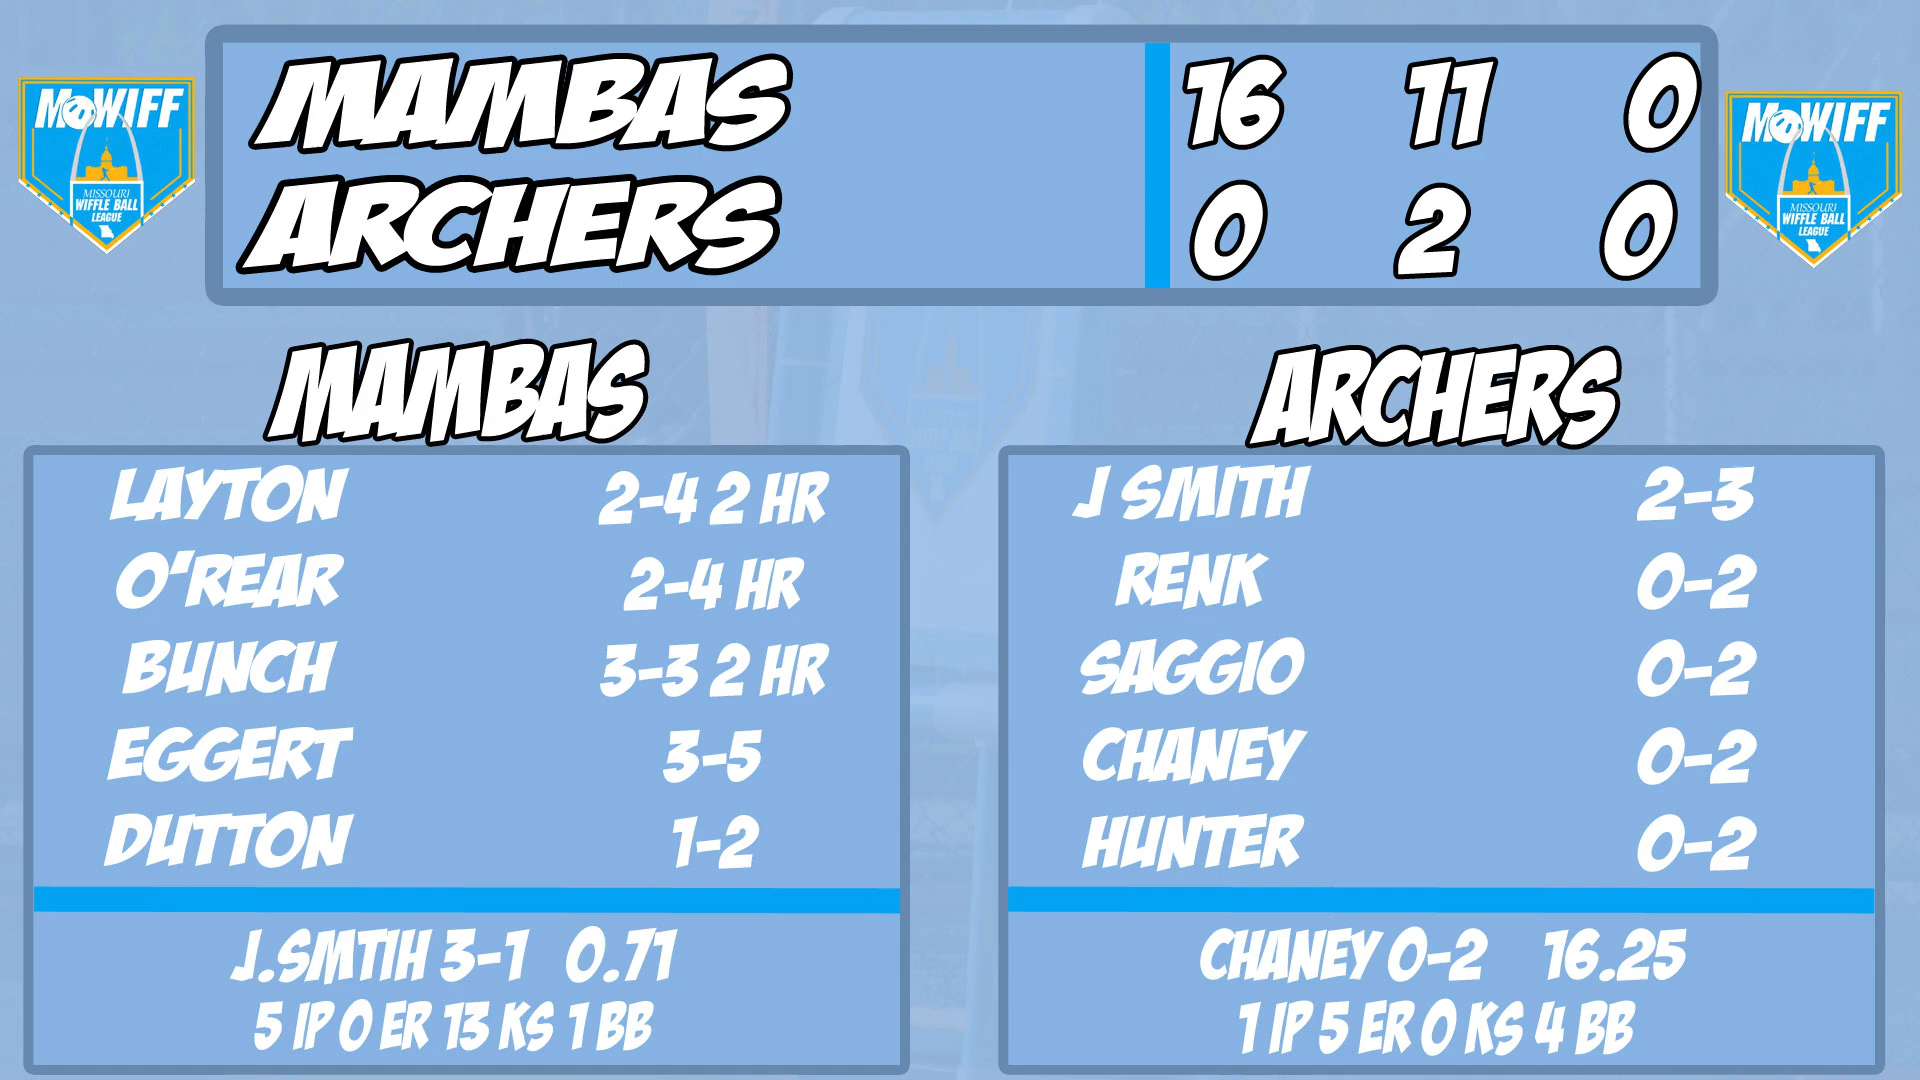 MAMBAS 16 11 0
ARCHERS 0 2 0
MoWIFF
MISSOURI
WIFFLE BALL
LEAGUE
MoWIFF
MISSOURI
WIFFLE BALL
LEAGUE
MAMBAS
LAYTON 2-4 2 HR
O'REAR 2-4 HR
BUNCH 3-3 2 HR
EGGERT 3-5
DUTTON 1-2
J.SMTIH 3-1 0.71
5 IP 0 ER 13 KS 1 BB
ARCHERS
J SMITH 2-3
RENK 0-2
SAGGIO 0-2
CHANEY 0-2
HUNTER 0-2
CHANEY 0-2 16.25
1 IP 5 ER 0 KS 4 BB